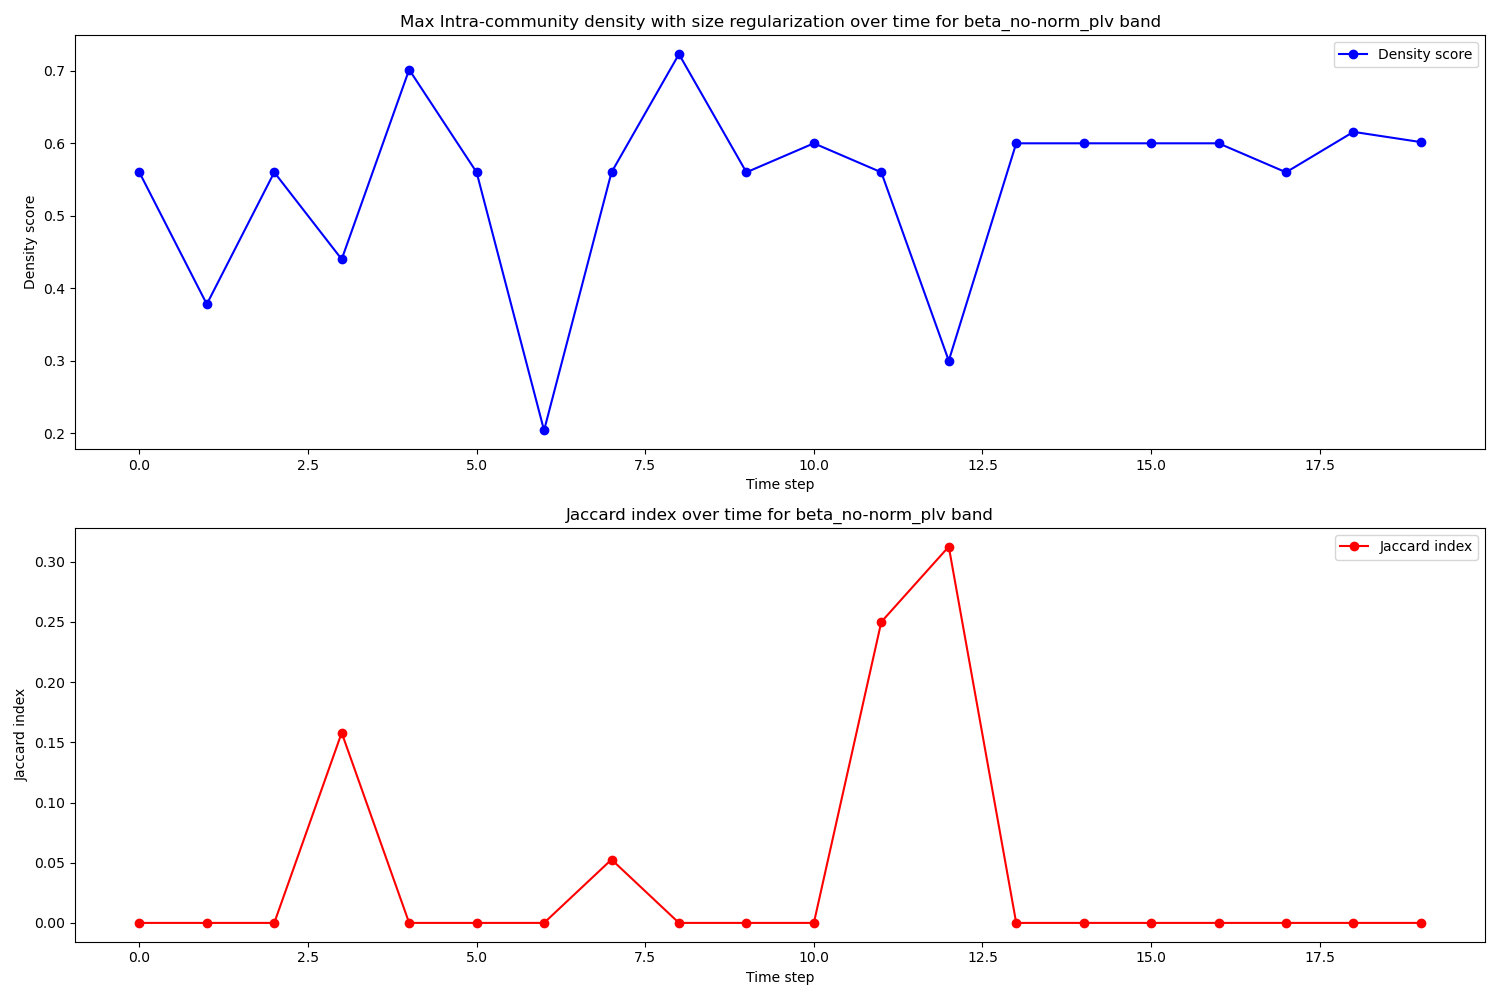 Max Intra-community density with size regularization over time for beta_no-norm_plv band
Density score
0.7
0.6
0.5
0.4
0.3
0.2
Density score
0.0 2.5 5.0 7.5 10.0 12.5 15.0 17.5
Time step
Jaccard index over time for beta_no-norm_plv band
Jaccard index
0.30
0.25
0.20
0.15
0.10
0.05
0.00
Jaccard index
0.0 2.5 5.0 7.5 10.0 12.5 15.0 17.5
Time step